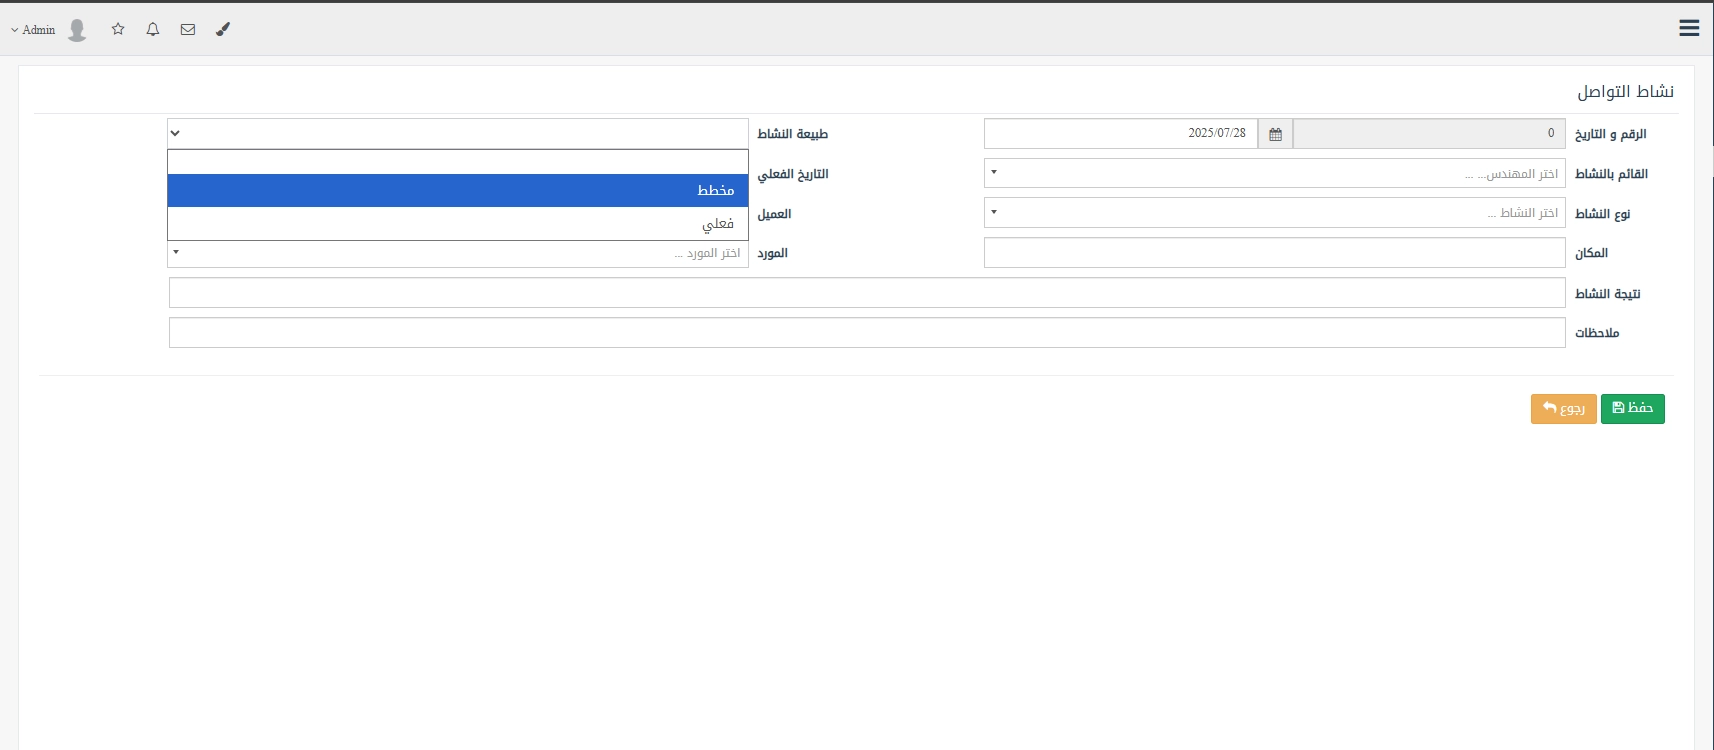 Admin
نشاط التواصل
الرقم و التاريخ 0 2025/07/28 طبيعة النشاط
القائم بالنشاط اختر المهندس... ... التاريخ الفعلي
مخطط
نوع النشاط اختر النشاط ... العميل
فعلي
المكان المورد اختر المورد ...
نتيجة النشاط
ملاحظات
حفظ رجوع